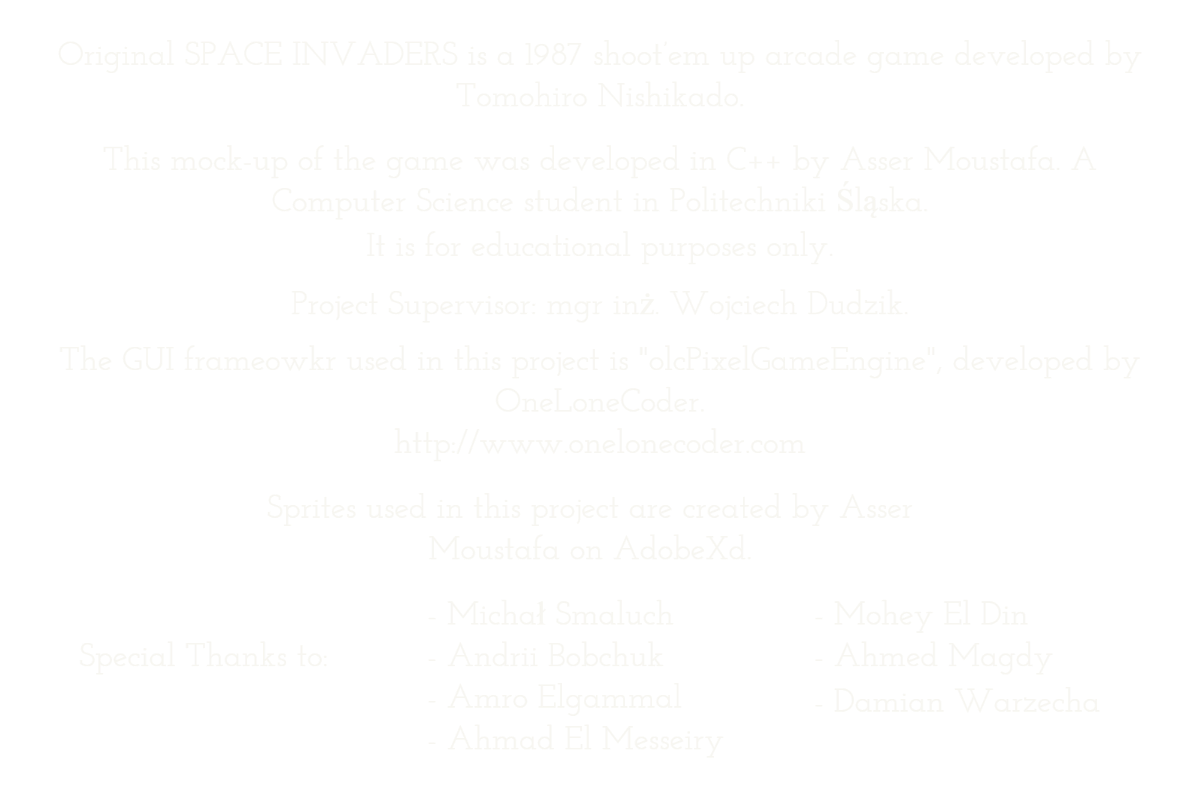 Original SPACE INVADERS is a 1987 shoot'em up arcade game developed by
Tomohiro Nishikado.
This mock-up of the game was developed in C++ by Asser Moustafa. A
Computer Science student in Politechniki Śląska.
It is for educational purposes only.
Project Supervisor: mgr inż. Wojciech Dudzik.
The GUI frameowkr used in this project is "olcPixelGameEngine", developed by
OneLoneCoder.
http://www.onelonecoder.com
Sprites used in this project are created by Asser
Moustafa on AdobeXd.
Special Thanks to:
- Michał Smaluch
- Andrii Bobchuk
- Amro Elgammal
- Ahmad El Messeiry
- Mohey El Din
- Ahmed Magdy
- Damian Warzecha